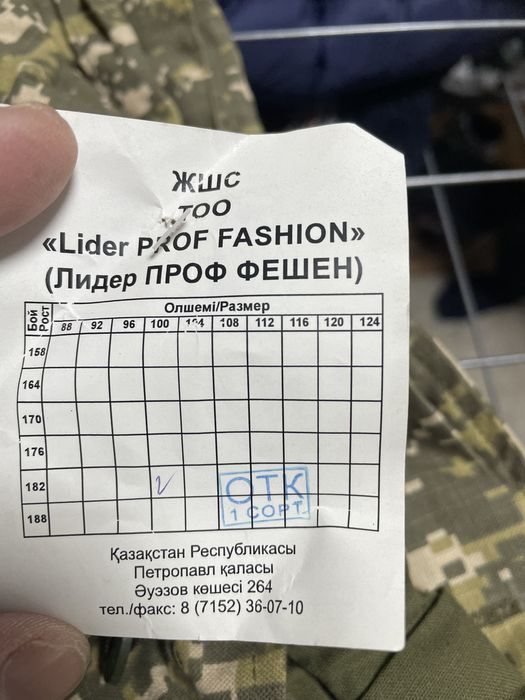 ЖШС
ТОО
«Lider PROF FASHION»
(Лидер ПРОФ ФЕШЕН)
Бой
Рост
Олшемі/Размер
88 92 96 100 104 108 112 116 120 124
158
164
170
176
182 V
188
ОТК
1 СОРТ
Қазақстан Республикасы
Петропавл қаласы
Әуэзов көшесі 264
тел./факс: 8 (7152) 36-07-10